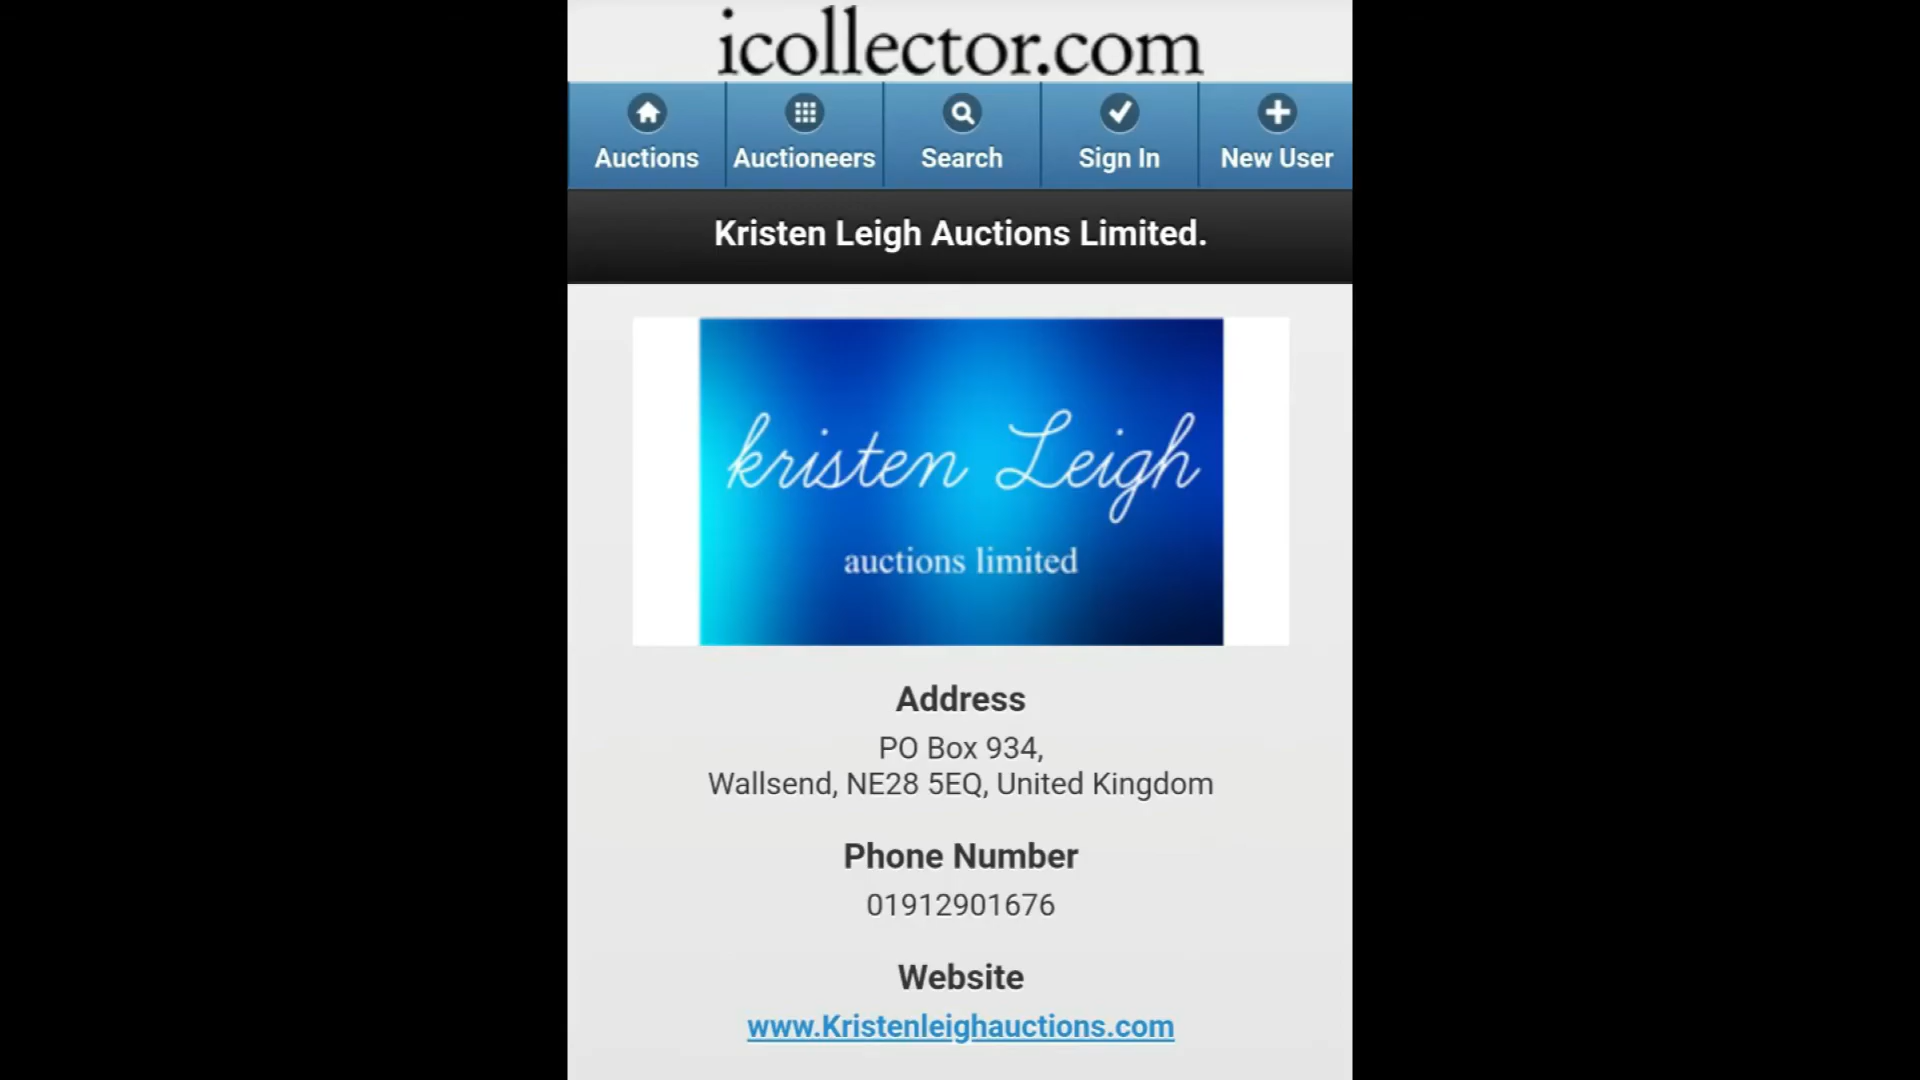 icollector.com
Auctions Auctioneers Search Sign In New User
Kristen Leigh Auctions Limited.
kristen Leigh
auctions limited
Address
PO Box 934,
Wallsend, NE28 5EQ, United Kingdom
Phone Number
01912901676
Website
www.Kristenleighauctions.com